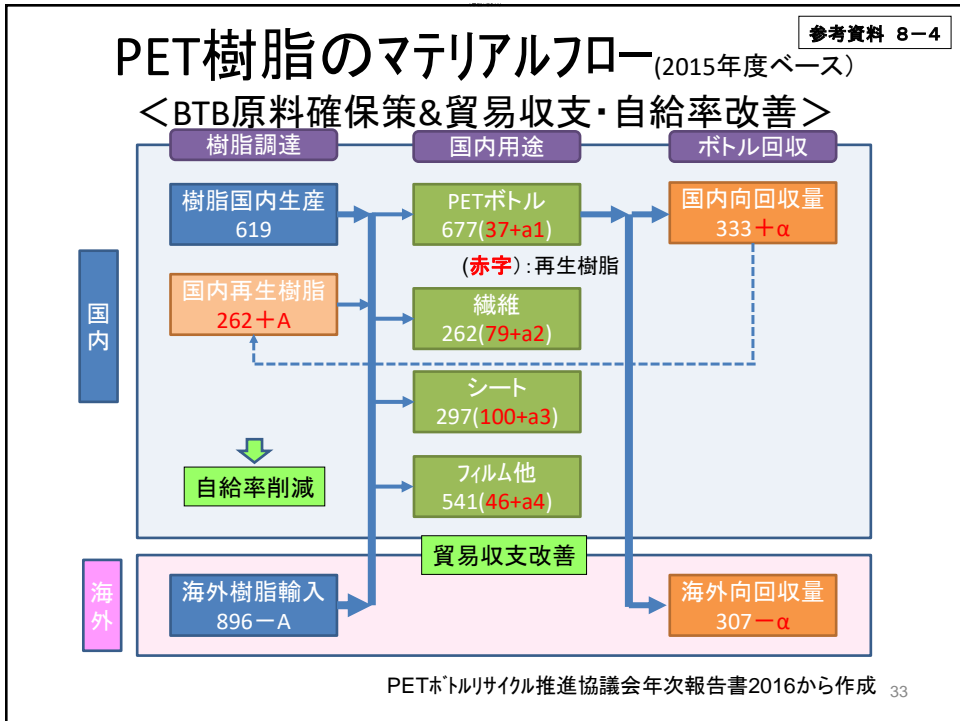 参考資料 8－4
PET樹脂のマテリアルフロー(2015年度ベース）
＜BTB原料確保策&貿易収支・自給率改善＞
樹脂調達
国内用途
ボトル回収
国内
樹脂国内生産
619
国内再生樹脂
262＋A
自給率削減
PETボトル
677(37+a1)
(赤字）：再生樹脂
繊維
262(79+a2)
シート
297(100+a3)
フィルム他
541(46+a4)
国内向回収量
333＋α
貿易収支改善
海外
海外樹脂輸入
896－A
海外向回収量
307－α
PETﾎﾞﾄﾙリサイクル推進協議会年次報告書2016から作成
33